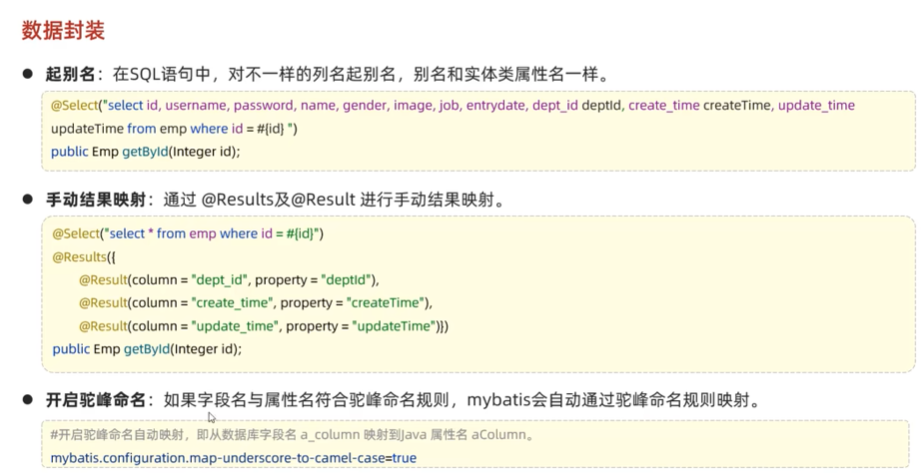 数据封装
● 起别名：在SQL语句中，对不一样的列名起别名，别名和实体类属性名一样。
@Select("select id, username, password, name, gender, image, job, entrydate, dept_id deptId, create_time createTime, update_time
updateTime from emp where id = #{id} ")
public Emp getById(Integer id);
● 手动结果映射：通过 @Results及@Result 进行手动结果映射。
@Select("select * from emp where id = #{id}")
@Results({
@Result(column = "dept_id", property = "deptId"),
@Result(column = "create_time", property = "createTime"),
@Result(column = "update_time", property = "updateTime")})
public Emp getById(Integer id);
● 开启驼峰命名：如果字段名与属性名符合驼峰命名规则，mybatis会自动通过驼峰命名规则映射。
#开启驼峰命名自动映射，即从数据库字段名 a_column 映射到Java 属性名 aColumn。
mybatis.configuration.map-underscore-to-camel-case=true